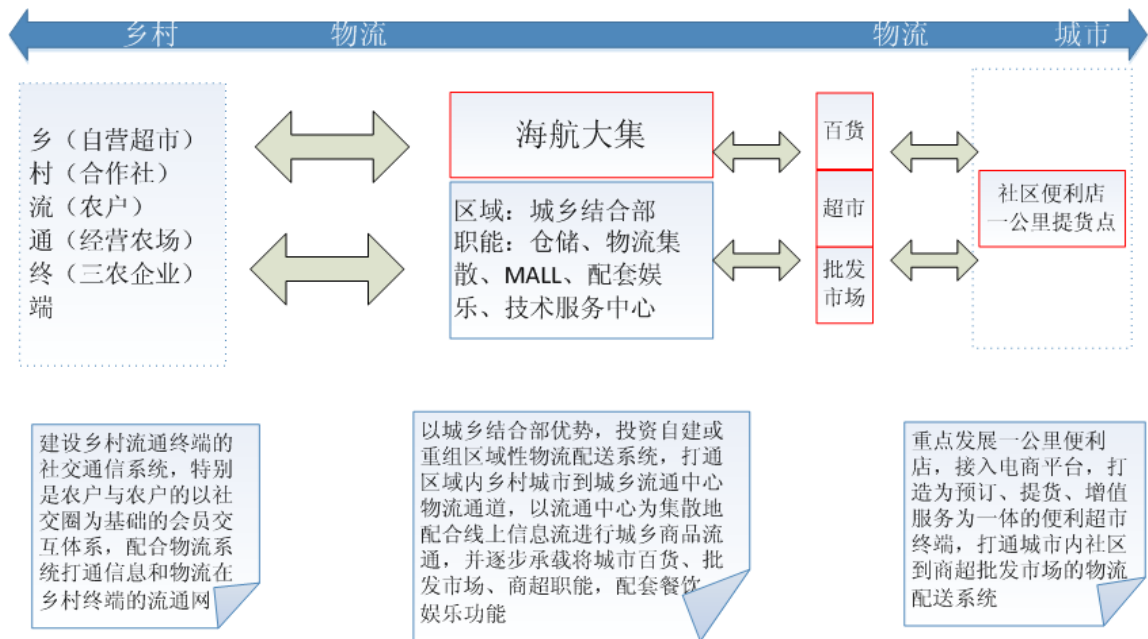 乡村
物流
物流
城市
乡（自营超市）
村（合作社）
流（农户）
通（经营农场）
终（三农企业）
端
海航大集
区域：城乡结合部
职能：仓储、物流集
散、MALL、配套娱
乐、技术服务中心
百货
超市
批发
市场
社区便利店
一公里提货点
建设乡村流通终端的
社交通信系统，特别
是农户与农户的以社
交圈为基础的会员交
互体系，配合物流系
统打通信息和物流在
乡村终端的流通网
以城乡结合部优势，投资自建或
重组区域性物流配送系统，打通
区域内乡村城市到城乡流通中心
物流通道，以流通中心为集散地
配合线上信息流进行城乡商品流
通，并逐步承载将城市百货、批
发市场、商超职能，配套餐饮
娱乐功能
重点发展一公里便利
店，接入电商平台，打
造为预订、提货、增值
服务为一体的便利超市
终端，打通城市内社区
到商超批发市场的物流
配送系统